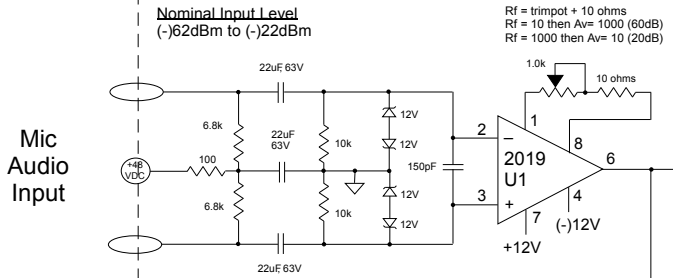 Nominal Input Level
(-)62dBm to (-)22dBm
Rf = trimpot + 10 ohms
Rf = 10 then Av= 1000 (60dB)
Rf = 1000 then Av= 10 (20dB)
22uF, 63V
1.0k
10 ohms
6.8k
22uF
63V
10k
12V
12V
1
8
2
–
2019
U1
6
Mic
Audio
Input
+48
VDC
100
150pF
6.8k
10k
12V
12V
3
+
4
7
(-)12V
+12V
22uF, 63V